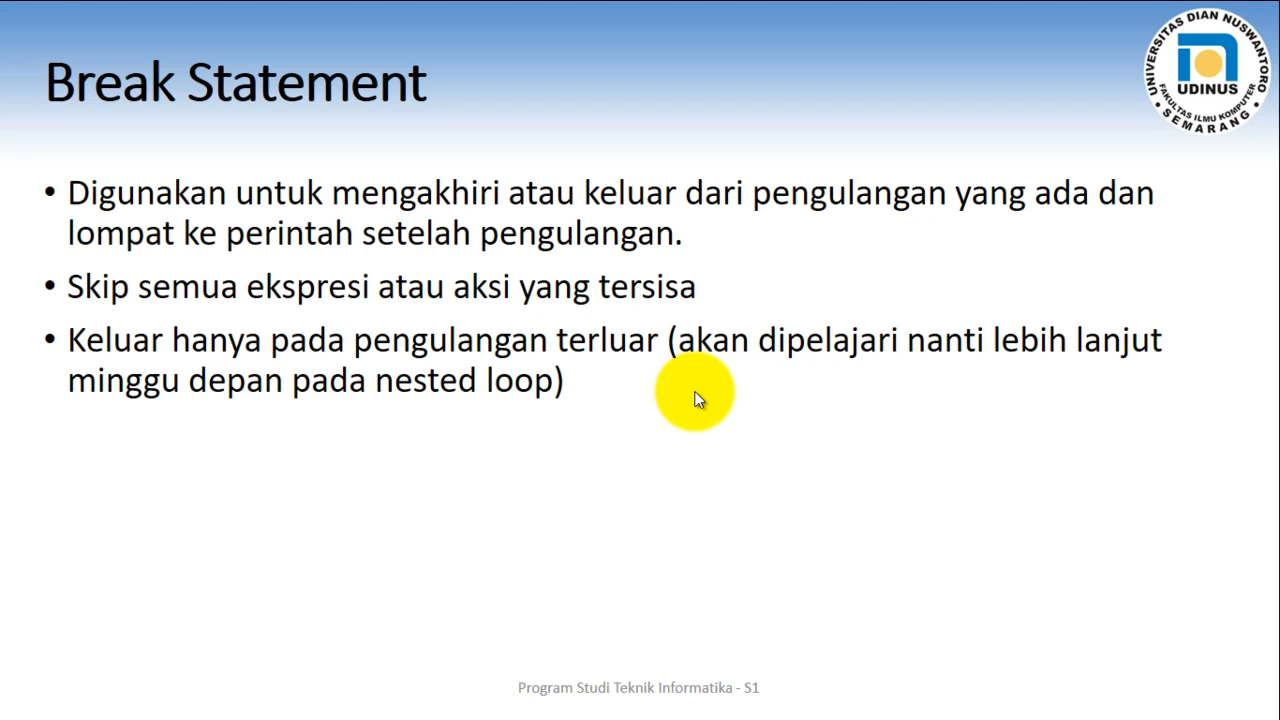 Break Statement
UNIVERSITAS DIAN NUSWANTORO
UDINUS
FAKULTAS ILMU KOMPUTER
• SEMARANG •
• Digunakan untuk mengakhiri atau keluar dari pengulangan yang ada dan
lompat ke perintah setelah pengulangan.
• Skip semua ekspresi atau aksi yang tersisa
• Keluar hanya pada pengulangan terluar (akan dipelajari nanti lebih lanjut
minggu depan pada nested loop)
Program Studi Teknik Informatika - S1